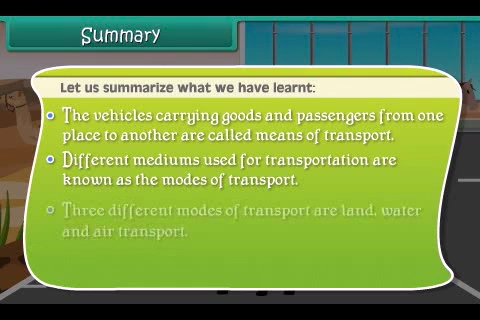 Summary
Let us summarize what we have learnt:
The vehicles carrying goods and passengers from one
place to another are called means of transport.
Different mediums used for transportation are
known as the modes of transport.
Three different modes of transport are land, water
and air transport.